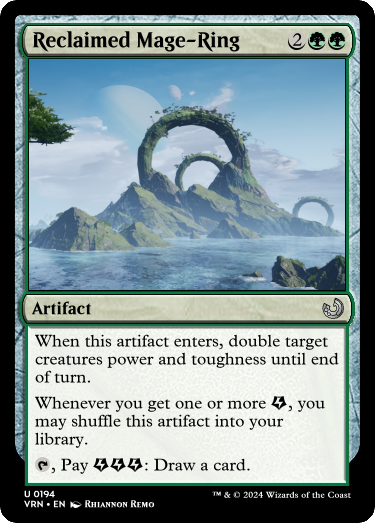 Reclaimed Mage-Ring 2
Artifact
When this artifact enters, double target
creatures power and toughness until end
of turn.
Whenever you get one or more , you
may shuffle this artifact into your
library.
, Pay : Draw a card.
U 0194
VRN • EN Rhiannon Remo
™ & © 2024 Wizards of the Coast